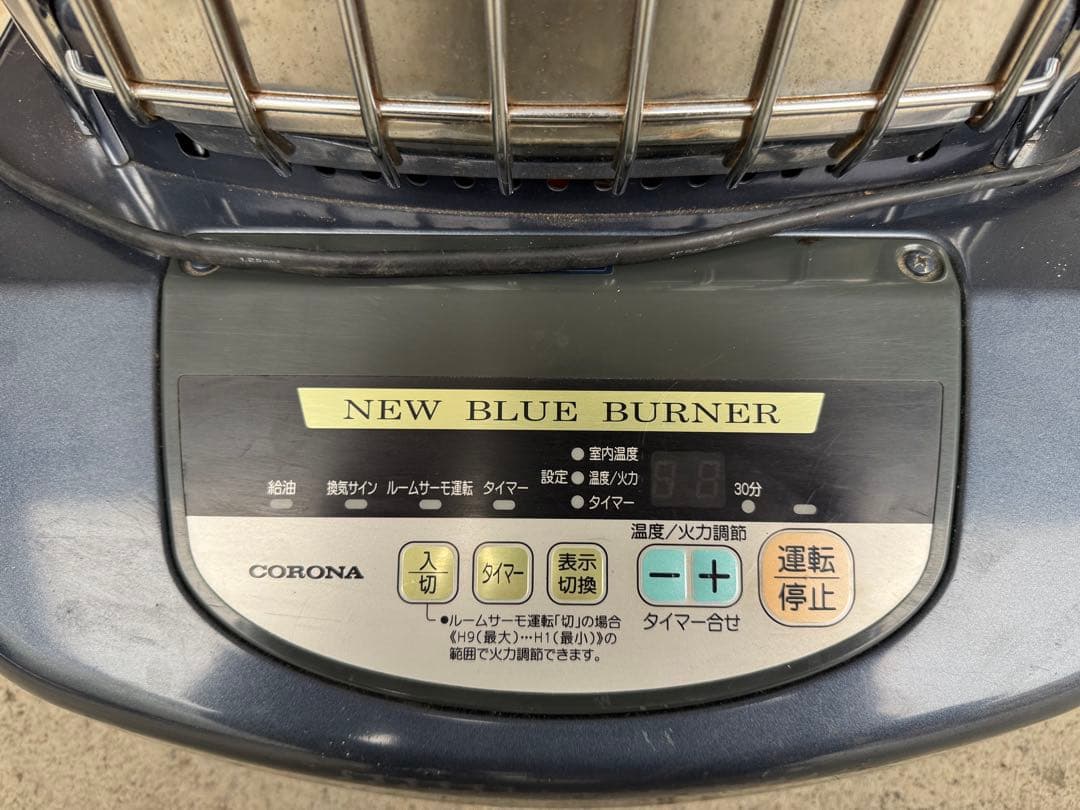 NEW BLUE BURNER
室内温度
設定
温度/火力
タイマー
30分
給油
換気サイン
ルームサーモ運転
タイマー
温度/火力調節
CORONA
入
切
タイマー
表示
切換
− +
運転
停止
タイマー合せ
●ルームサーモ運転「切」の場合
《H9(最大)…H1(最小)》の
範囲で火力調節できます。